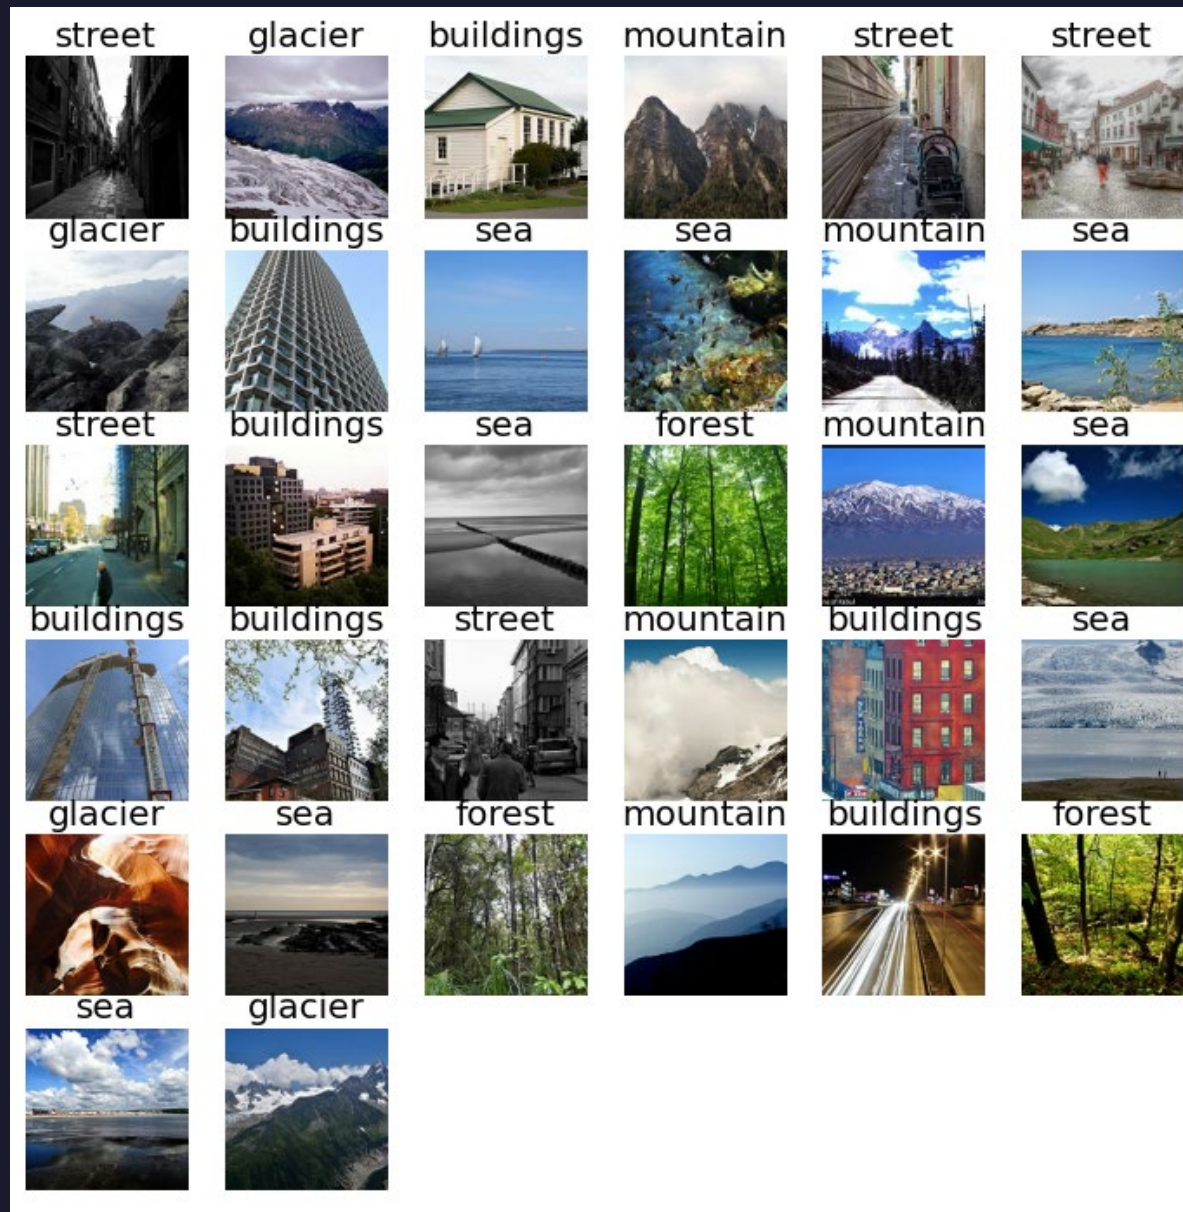 street glacier buildings mountain street street
glacier buildings sea sea mountain sea
street buildings sea forest mountain sea
buildings buildings street mountain buildings sea
glacier sea forest mountain buildings forest
sea glacier